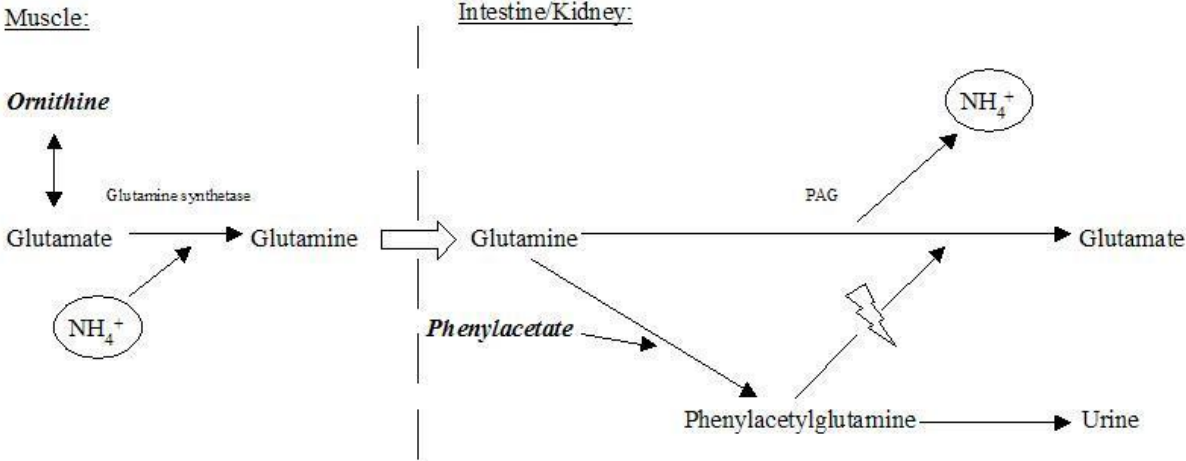 Muscle:
Intestine/Kidney:
Ornithine
NH4+
Glutamine synthetase
PAG
Glutamate
Glutamine
Glutamine
Glutamate
NH4+
Phenylacetate
Phenylacetylglutamine
Urine